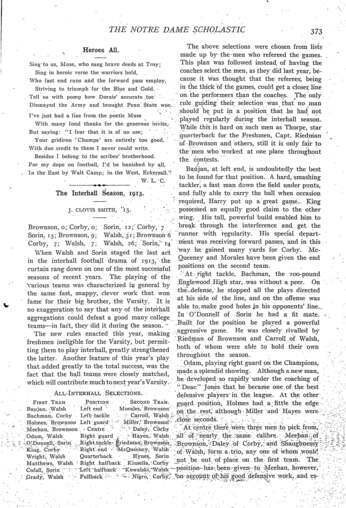 THE NOTRE DAME SCHOLASTIC 373
Heroes All.
Sing to us, Muse, who sang brave deeds at Troy;
Sing in heroic verse the warriors bold,
Who last end runs and the forward pass employ,
Striving to triumph for the Blue and Gold.
Tell us with pomp how Dorais' accurate toe
Dismayed the Army and brought Penn State woe.
I've just had a line from the poetic Muse
With many fond thanks for the generous invite,
But saying: "I fear that it is of no use;
Your gridiron 'Champs' are entirely too good,
With due credit to them I never could write.
Besides I belong to the scribes' brotherhood.
For my dope on football, I'd be banished by all,
In the East by Walt Camp; in the West, Eckersall."
W. L. C.
The Interhall Season, 1913.
J. CLOVIS SMITH, '15.
Brownson, 0; Corby, 0; Sorin, 12; Corby, 7
Sorin, 13; Brownson, 9; Walsh, 31; Brownson 6
Corby, 7; Walsh, 7; Walsh, 26; Sorin, 14
When Walsh and Sorin staged the last act
in the interhall football drama of 1913, the
curtain rang down on one of the most successful
seasons of recent years. The playing of the
various teams was characterized in general by
the same fast, snappy, clever work that won
fame for their big brother, the Varsity. It is
no exaggeration to say that any of the interhall
aggregations could defeat a good many college
teams—in fact, they did it during the season.
The new rules enacted this year, making
freshmen ineligible for the Varsity, but permit-
ting them to play interhall, greatly strengthened
the latter. Another feature of this year's play
that added greatly to the total success, was the
fact that the hall teams were closely matched,
which will contribute much to next year's Varsity.
ALL-INTERHALL SELECTIONS.
FIRST TEAM POSITION SECOND TEAM
Baujan, Walsh Left end Morales, Brownson
Bachman, Corby Left tackle Carroll, Walsh
Holmes, Brownson Left guard Miller, Brownson
Meehan, Brownson Centre Daley, Corby
Odam, Walsh Right guard Hayes, Walsh
O'Donnell, Sorin Right tackle Riedman, Brownson
King, Corby Right end McQueeney, Walsh
Wright, Walsh Quarterback Hynes, Sorin
Matthews, Walsh Right halfback Kinsella, Corby
Cofall, Sorin Left halfback Kowalski, Walsh
Grady, Walsh Fullback Nigro, Corby
The above selections were chosen from lists
made up by the men who refereed the games.
This plan was followed instead of having the
coaches select the men, as they did last year, be-
cause it was thought that the referees, being
in the thick of the games, could get a closer line
on the performers than the coaches. The only
rule guiding their selection was that no man
should be put in a position that he had not
played regularly during the interhall season.
While this is hard on such men as Thorpe, star
quarterback for the Freshmen, Capt. Riedman
of Brownson and others, still it is only fair to
the men who worked at one place throughout
the contests.
Baujan, at left end, is undoubtedly the best
to be found for that position. A hard, smashing
tackler, a fast man down the field under punts,
and fully able to carry the ball when occasion
required, Harry put up a great game. King
possessed an equally good claim to the other
wing. His tall, powerful build enabled him to
break through the interference and get the
runner with regularity. His special depart-
ment was receiving forward passes, and in this
way he gained many yards for Corby. Mc-
Queeney and Morales have been given the end
positions on the second team.
At right tackle, Bachman, the 200-pound
Englewood High star, was without a peer. On
the defense, he stopped all the plays directed
at his side of the line, and on the offense was
able to make good holes in his opponents' line.
In O'Donnell of Sorin he had a fit mate.
Built for the position he played a powerful
aggressive game. He was closely rivalled by
Riedman of Brownson and Carroll of Walsh,
both of whom were able to hold their own
throughout the season.
Odam, playing right guard on the Champions,
made a splendid showing. Although a new man,
he developed so rapidly under the coaching of
"Deac" Jones that he became one of the best
defensive players in the league. At the other
guard position, Holmes had a little the edge
on the rest, although Miller and Hayes were
close seconds.
At centre there were three men to pick from,
all of nearly the same calibre. Meehan of
Brownson, Daley of Corby, and Shaughnessy
of Walsh, form a trio, any one of whom would
not be out of place on the first team. The
position has been given to Meehan, however,
on account of his good defensive work, and es-